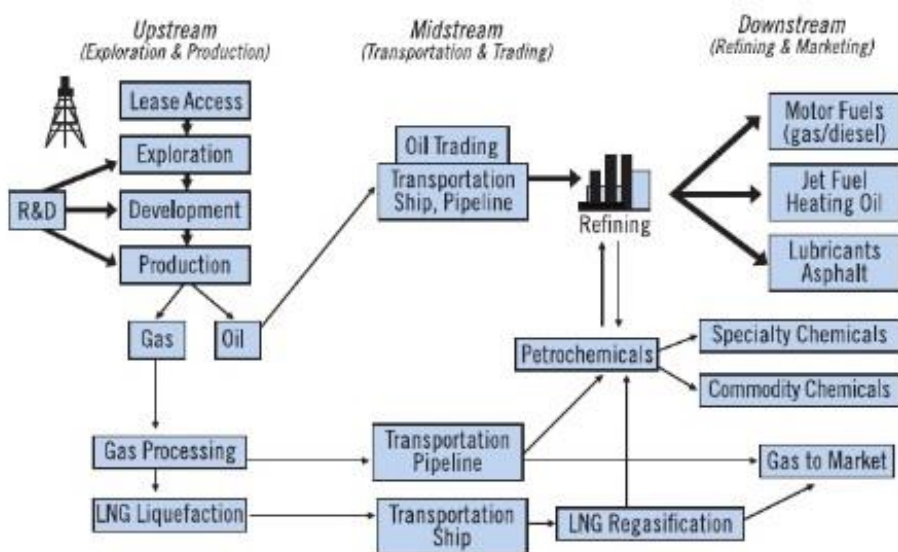 Upstream
(Exploration & Production)
Midstream
(Transportation & Trading)
Downstream
(Refining & Marketing)
Lease Access
Exploration
R&D
Development
Production
Gas
Oil
Oil Trading
Transportation
Ship, Pipeline
Refining
Motor Fuels
(gas/diesel)
Jet Fuel
Heating Oil
Lubricants
Asphalt
Petrochemicals
Specialty Chemicals
Commodity Chemicals
Gas Processing
Transportation
Pipeline
Gas to Market
LNG Liquefaction
Transportation
Ship
LNG Regasification